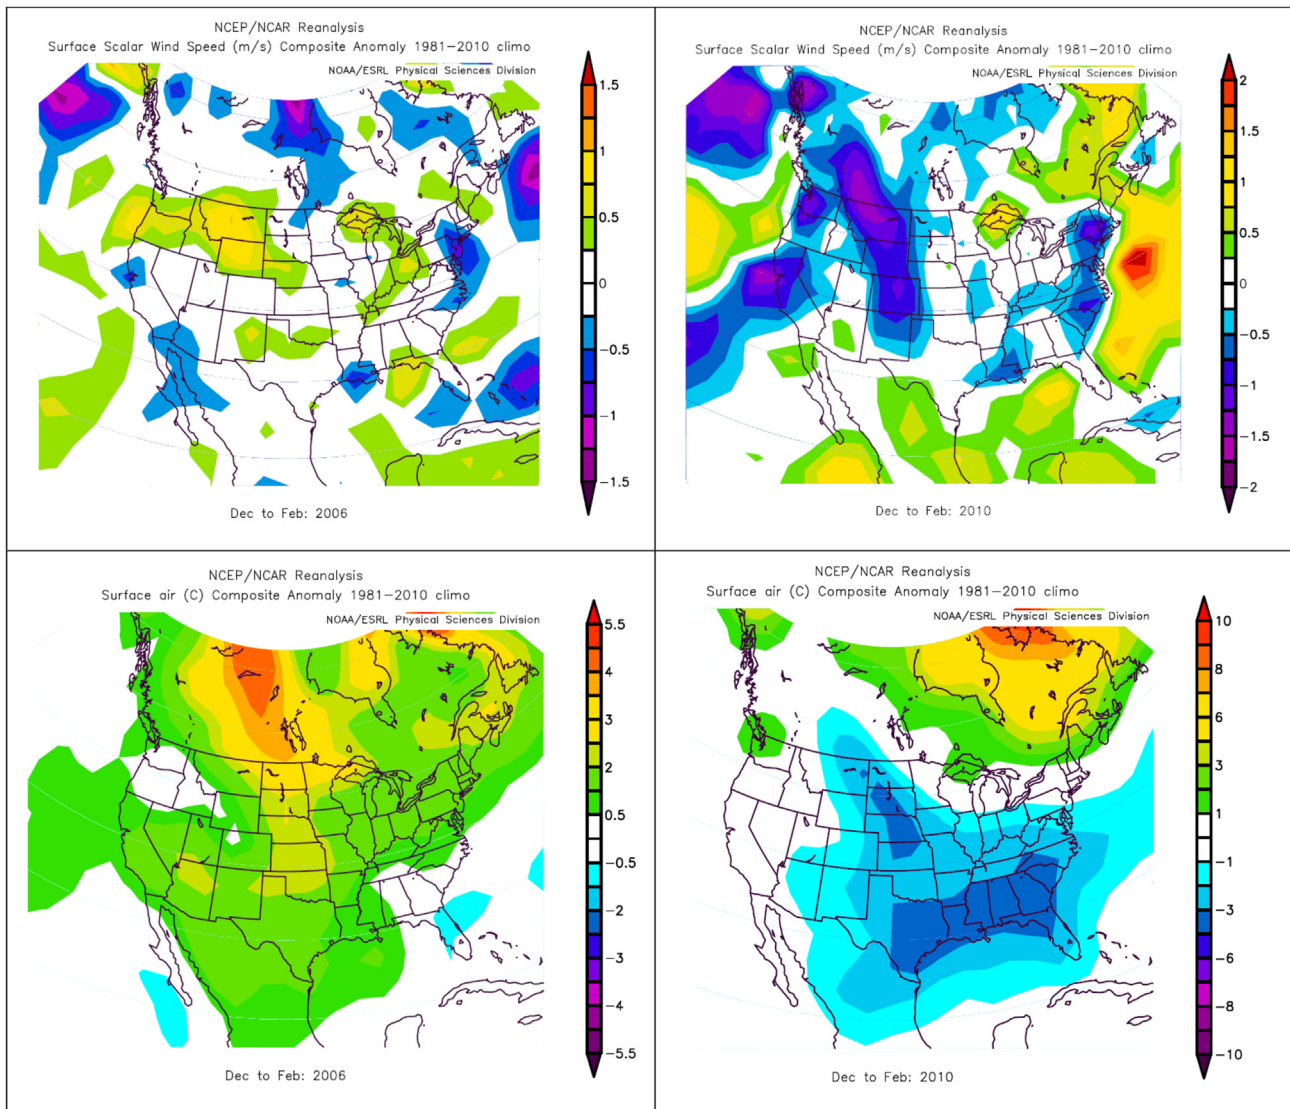 NCEP/NCAR Reanalysis
Surface Scalar Wind Speed (m/s) Composite Anomaly 1981−2010 climo
NOAA/ESRL Physical Sciences Division
1.5
1
0.5
0
−0.5
−1
−1.5
Dec to Feb: 2006
NCEP/NCAR Reanalysis
Surface Scalar Wind Speed (m/s) Composite Anomaly 1981−2010 climo
NOAA/ESRL Physical Sciences Division
2
1.5
1
0.5
0
−0.5
−1
−1.5
−2
Dec to Feb: 2010
NCEP/NCAR Reanalysis
Surface air (C) Composite Anomaly 1981−2010 climo
NOAA/ESRL Physical Sciences Division
5.5
4
3
2
0.5
−0.5
−2
−3
−4
−5.5
Dec to Feb: 2006
NCEP/NCAR Reanalysis
Surface air (C) Composite Anomaly 1981−2010 climo
NOAA/ESRL Physical Sciences Division
10
8
6
3
1
−1
−3
−6
−8
−10
Dec to Feb: 2010